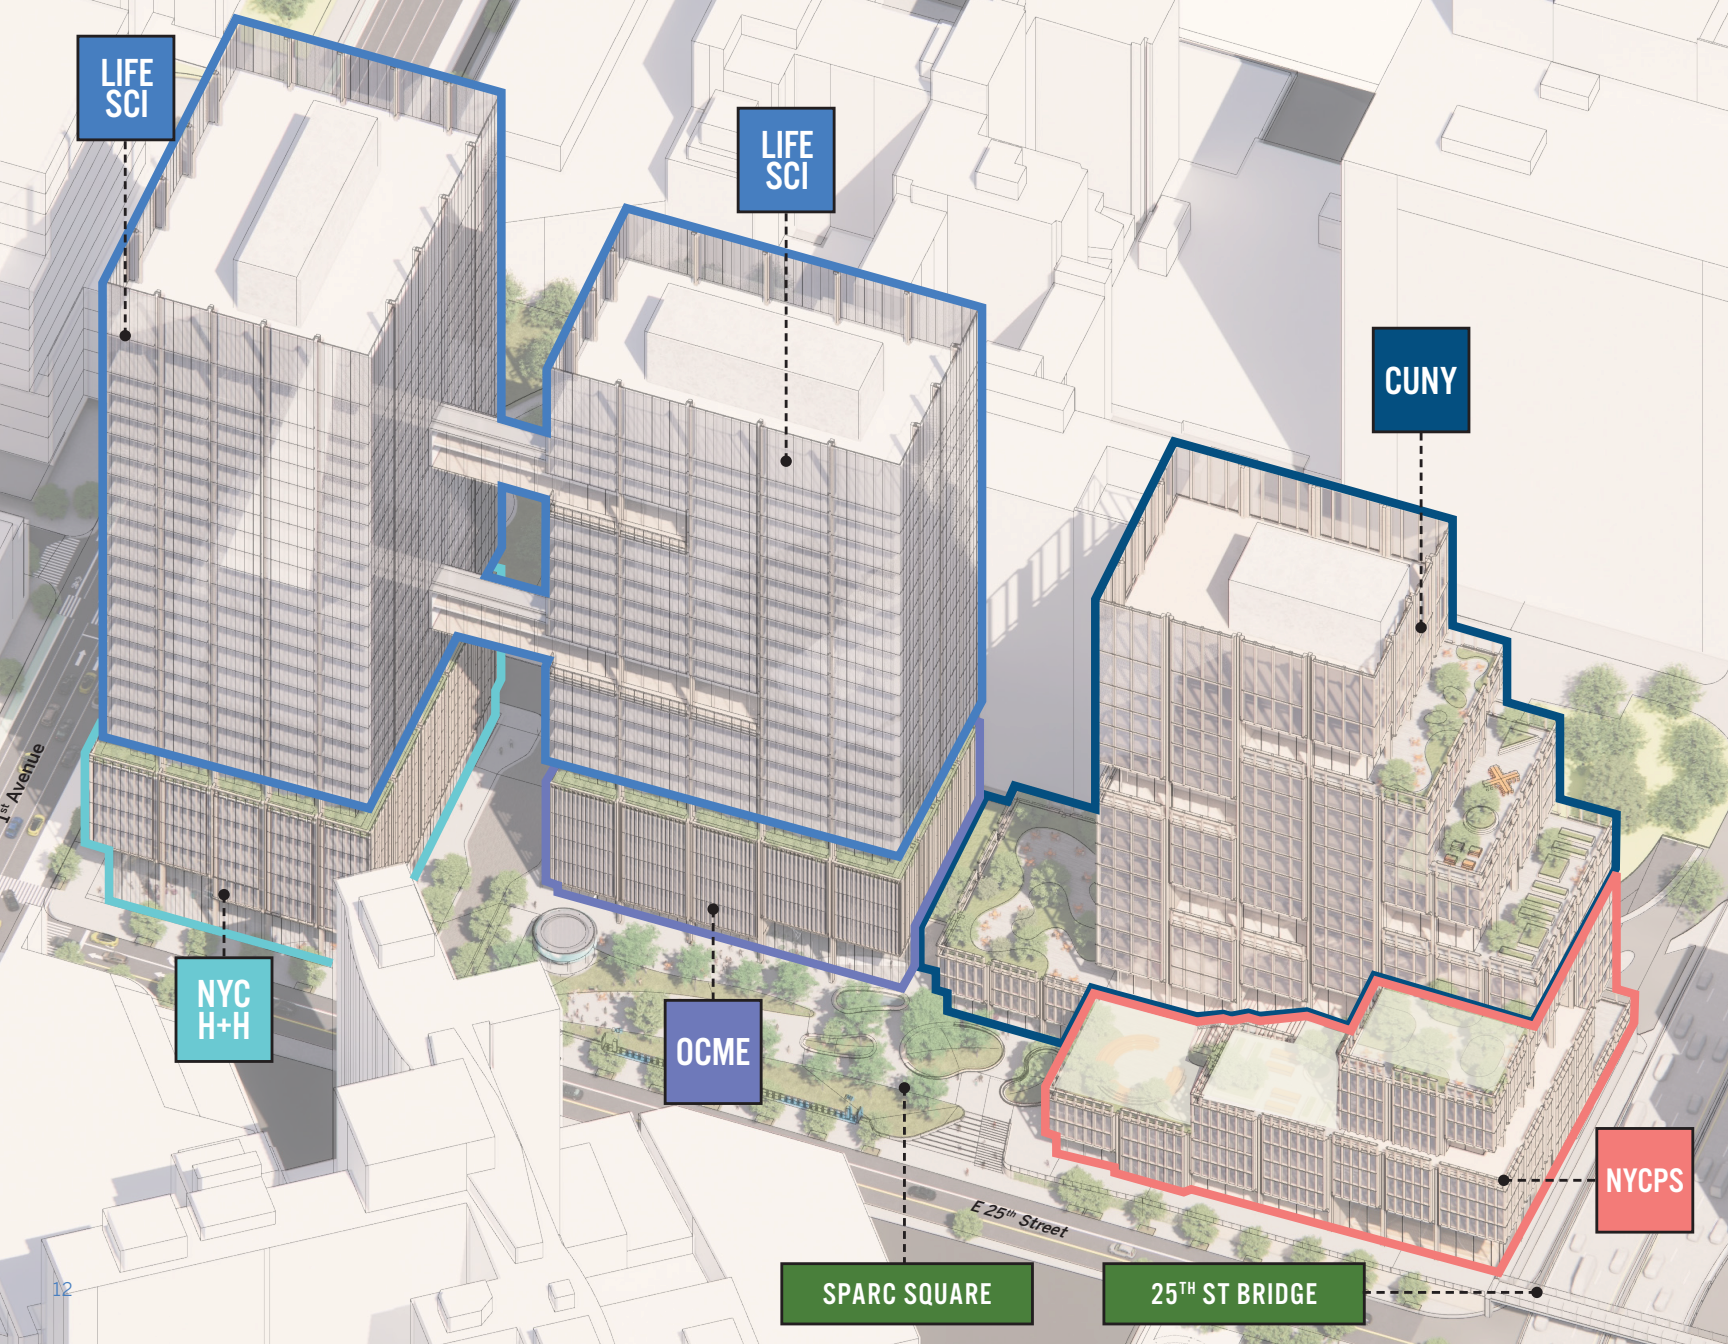 LIFE
SCI
LIFE
SCI
CUNY
1st Avenue
NYC
H+H
OCME
NYCPS
E 25th Street
SPARC SQUARE
25TH ST BRIDGE
12